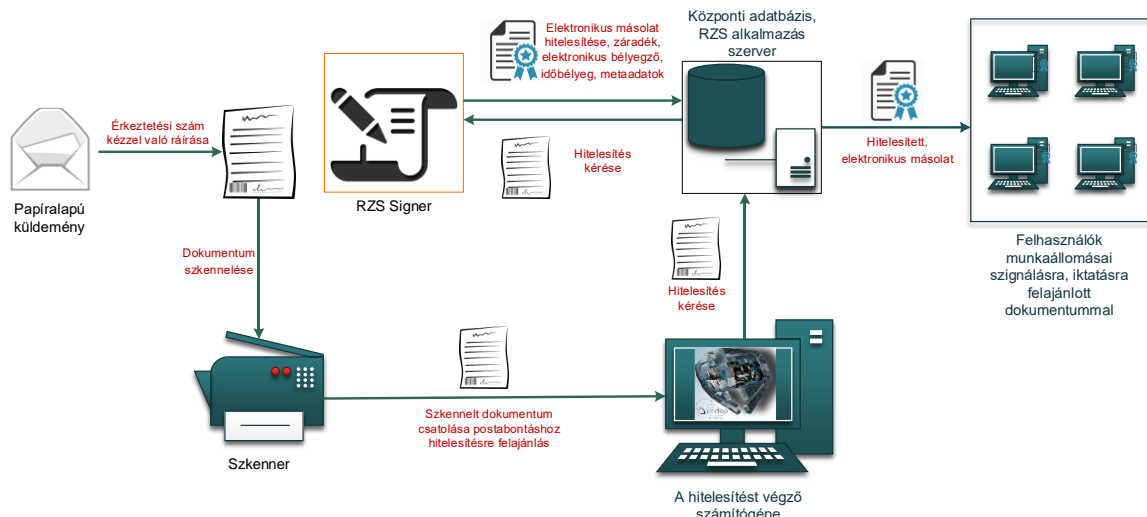 Központi adatbázis,
RZS alkalmazás
szerver
Elektronikus másolat
hitelesítése, záradék,
elektronikus bélyegző,
időbélyeg, metaadatok
Érkeztetési szám
kézzel való ráírása
Hitelesítés
kérése
Hitelesített,
elektronikus másolat
Papíralapú
küldemény
RZS Signer
Dokumentum
szkennelése
Felhasználók
munkaállomásai
szignálásra, iktatásra
felajánlott
dokumentummal
Hitelesítés
kérése
Szkennelt dokumentum
csatolása postabontáshoz
hitelesítésre felajánlás
certop
Szkenner
A hitelesítést végző
számítógépe